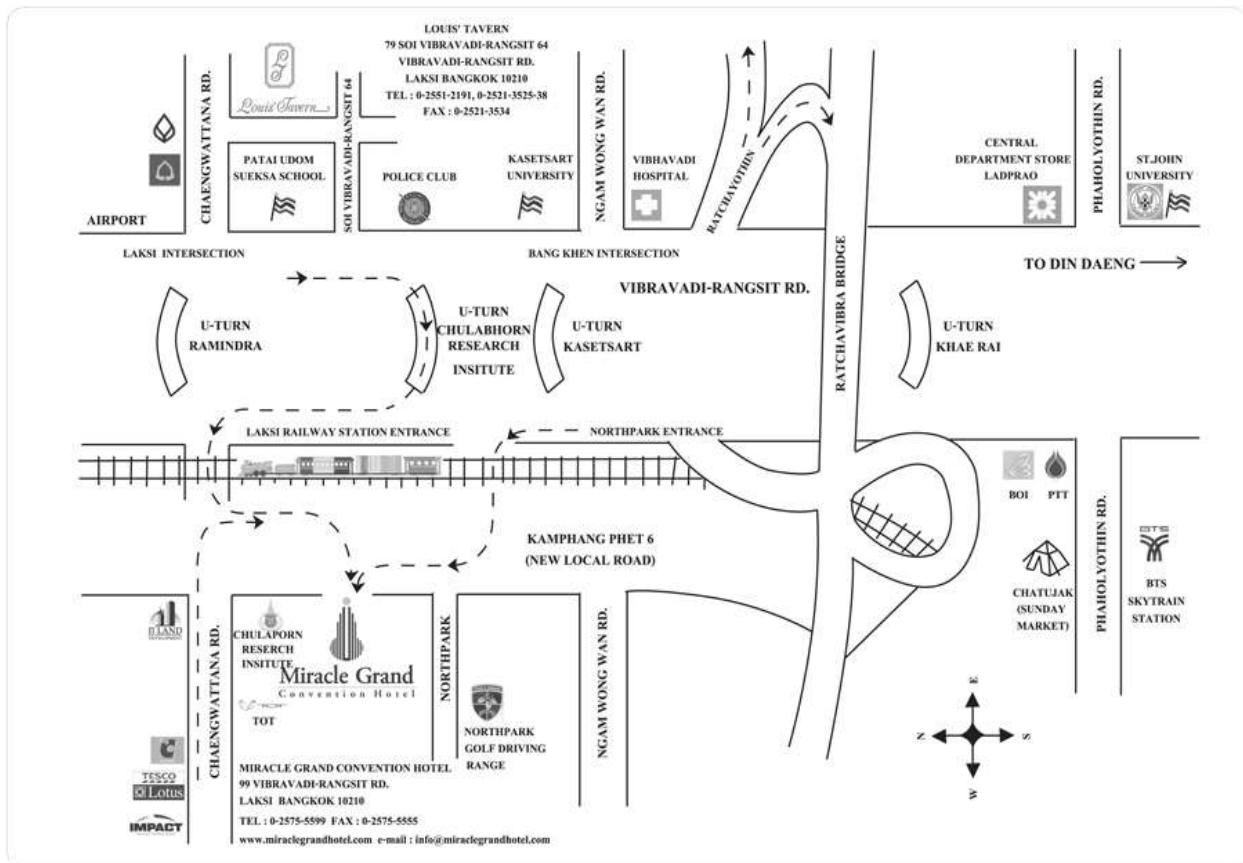 LOUIS' TAVERN
79 SOI VIBRAVADI-RANGSIT 64
VIBRAVADI-RANGSIT RD.
LAKSI BANGKOK 10210
TEL : 0-2551-2191, 0-2521-3525-38
FAX : 0-2521-3534
Louis' Tavern
CHAENGWATTANA RD.
SOI VIBRAVADI-RANGSIT 64
NGAM WONG WAN RD.
PHAHOLYOTHIN RD.
PATAI UDOM
SUEKSA SCHOOL
POLICE CLUB
KASETSART
UNIVERSITY
VIBHAVADI
HOSPITAL
RATCHAYOTHIN
CENTRAL
DEPARTMENT STORE
LADPRAO
ST.JOHN
UNIVERSITY
AIRPORT
LAKSI INTERSECTION
BANG KHEN INTERSECTION
TO DIN DAENG
VIBRAVADI-RANGSIT RD.
RATCHAVIBRA BRIDGE
U-TURN
RAMINDRA
U-TURN
CHULABHORN
RESEARCH
INSITUTE
U-TURN
KASETSART
U-TURN
KHAE RAI
LAKSI RAILWAY STATION ENTRANCE
NORTHPARK ENTRANCE
BOI
PTT
KAMPHANG PHET 6
(NEW LOCAL ROAD)
CHATUJAK
(SUNDAY
MARKET)
PHAHOLYOTHIN RD.
BTS
BTS
SKYTRAIN
STATION
LAND
CHAENGWATTANA RD.
CHULAPORN
RESERCH
INSITUTE
Miracle Grand
Convention Hotel
TOT
NORTHPARK
NORTHPARK
GOLF DRIVING
RANGE
NGAM WONG WAN RD.
E
N
S
W
TESCO
Lotus
IMPACT
MIRACLE GRAND CONVENTION HOTEL
99 VIBRAVADI-RANGSIT RD.
LAKSI BANGKOK 10210
TEL : 0-2575-5599 FAX : 0-2575-5555
www.miraclegrandhotel.com e-mail : info@miraclegrandhotel.com